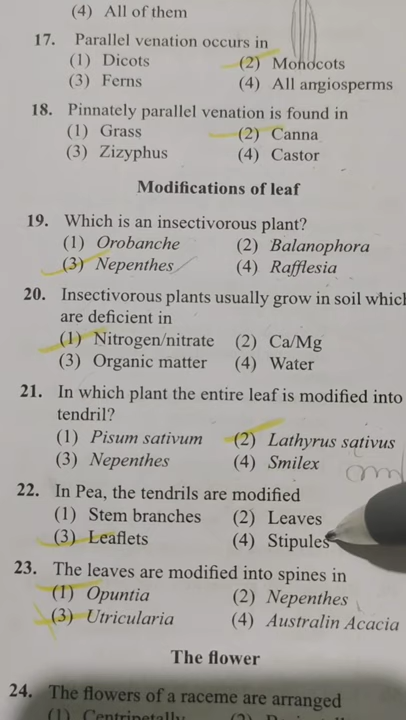 (4) All of them
17. Parallel venation occurs in
(1) Dicots (2) Monocots
(3) Ferns (4) All angiosperms
18. Pinnately parallel venation is found in
(1) Grass (2) Canna
(3) Zizyphus (4) Castor
Modifications of leaf
19. Which is an insectivorous plant?
(1) Orobanche (2) Balanophora
(3) Nepenthes (4) Rafflesia
20. Insectivorous plants usually grow in soil which
are deficient in
(1) Nitrogen/nitrate (2) Ca/Mg
(3) Organic matter (4) Water
21. In which plant the entire leaf is modified into
tendril?
(1) Pisum sativum (2) Lathyrus sativus
(3) Nepenthes (4) Smilex
22. In Pea, the tendrils are modified
(1) Stem branches (2) Leaves
(3) Leaflets (4) Stipules
23. The leaves are modified into spines in
(1) Opuntia (2) Nepenthes
(3) Utricularia (4) Australin Acacia
The flower
24. The flowers of a raceme are arranged
(1) Centripetally (2)